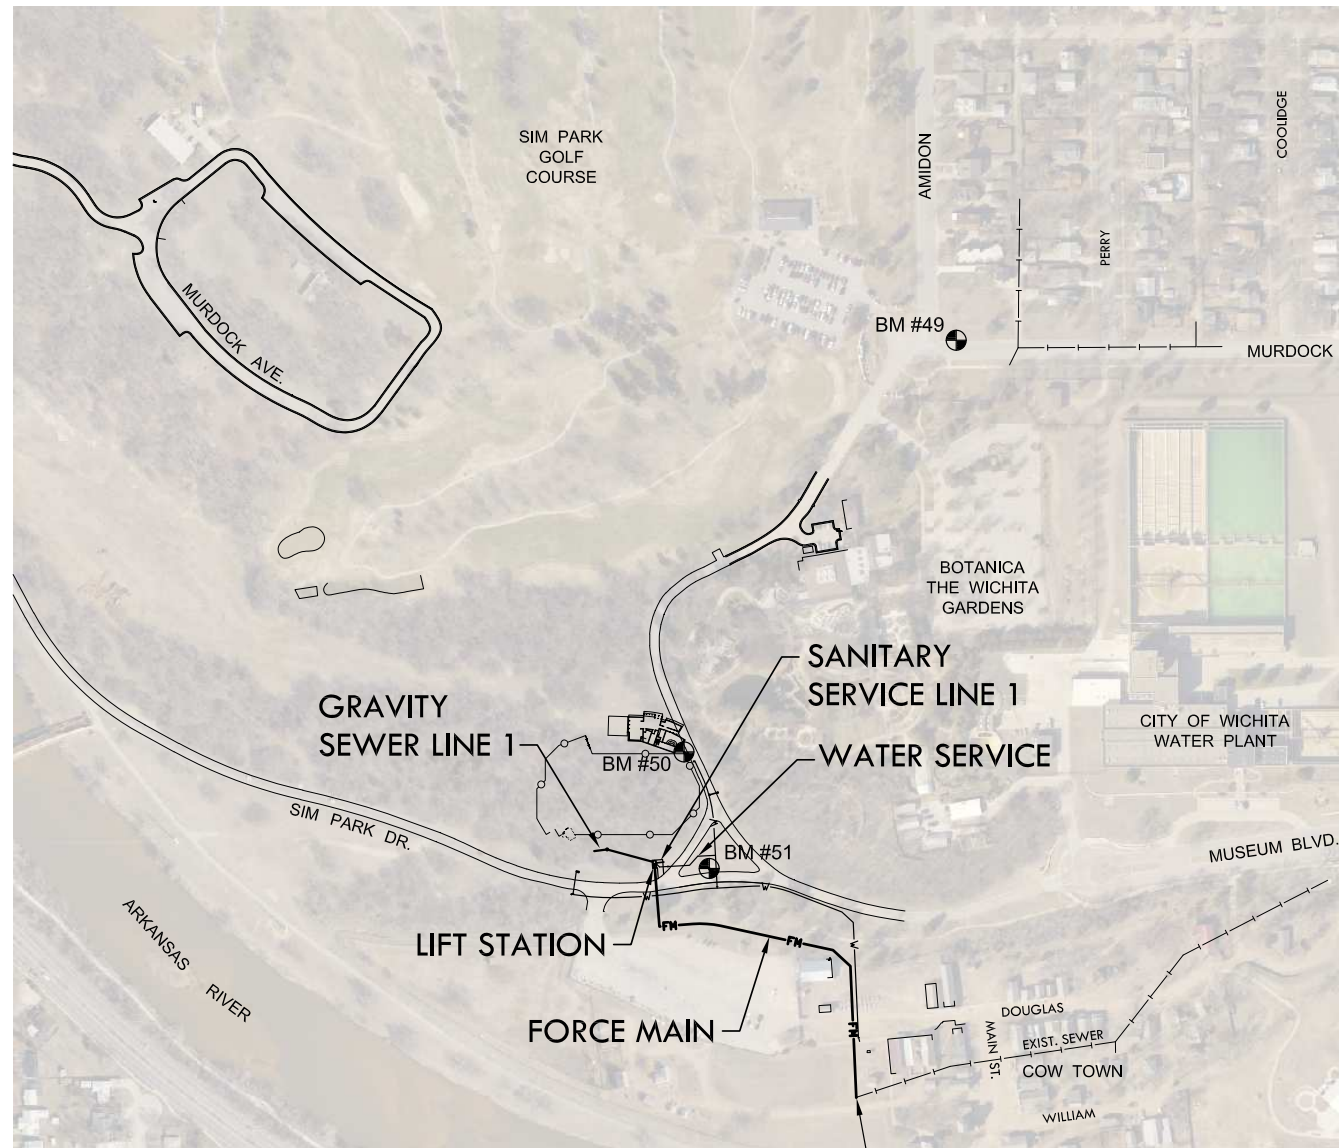 SIM PARK
GOLF
COURSE
AMIDON
COOLIDGE
PERRY
BM #49
MURDOCK
MURDOCK AVE.
BOTANICA
THE WICHITA
GARDENS
SANITARY
SERVICE LINE 1
GRAVITY
SEWER LINE 1
CITY OF WICHITA
WATER PLANT
BM #50
WATER SERVICE
SIM PARK DR.
W
BM #51
MUSEUM BLVD.
W
W
ARKANSAS RIVER
FM
LIFT STATION
FM
W
FORCE MAIN
FM
DOUGLAS
MAIN ST.
EXIST. SEWER
COW TOWN
WILLIAM